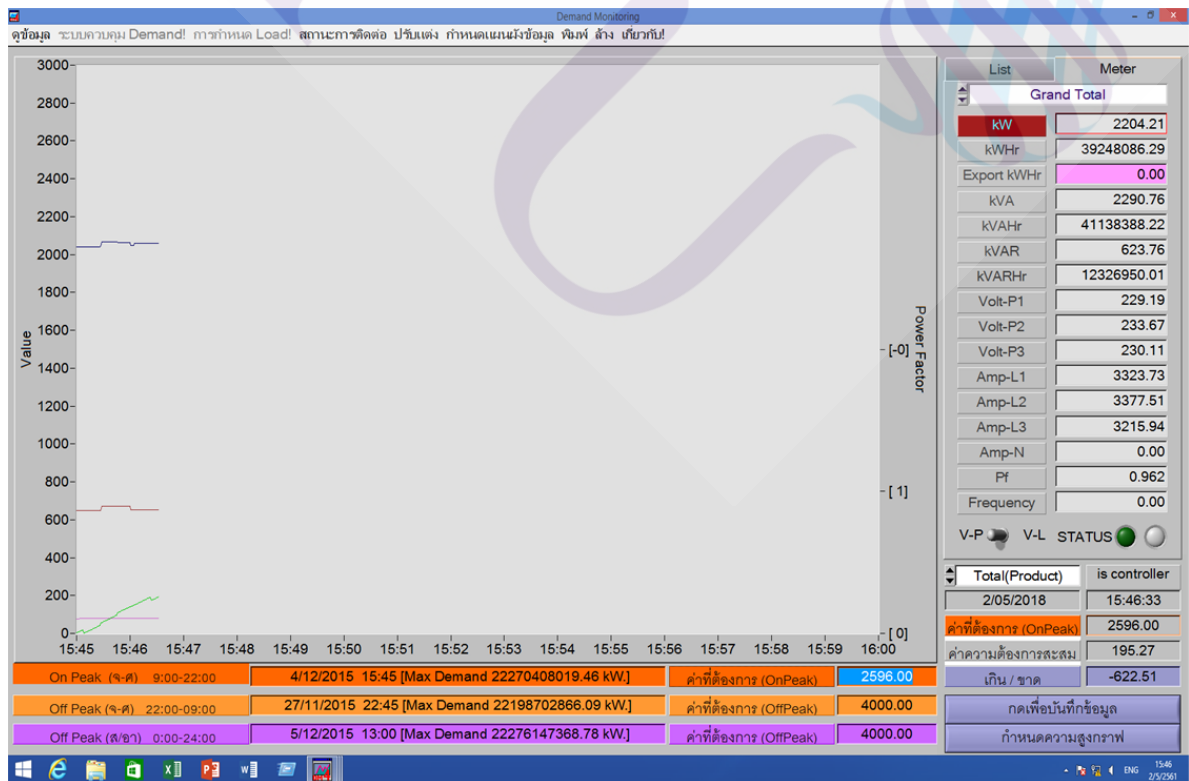 Demand Monitoring
ดูข้อมูล ระบบควบคุม Demand! การกำหนด Load! สถานะการติดต่อ ปรับแต่ง กำหนดแผนผังข้อมูล พิมพ์ ล้าง เกี่ยวกับ!
3000
2800
2600
2400
2200
2000
1800
1600
1400
1200
1000
800
600
400
200
0
Value
15:45 15:46 15:47 15:48 15:49 15:50 15:51 15:52 15:53 15:54 15:55 15:56 15:57 15:58 15:59 16:00
[-0]
[ 1]
[ 0]
Power Factor
List Meter
Grand Total
kW 2204.21
kWHr 39248086.29
Export kWHr 0.00
kVA 2290.76
kVAHr 41138388.22
kVAR 623.76
kVARHr 12326950.01
Volt-P1 229.19
Volt-P2 233.67
Volt-P3 230.11
Amp-L1 3323.73
Amp-L2 3377.51
Amp-L3 3215.94
Amp-N 0.00
Pf 0.962
Frequency 0.00
V-P V-L STATUS
Total(Product) is controller
2/05/2018 15:46:33
ค่าที่ต้องการ (OnPeak) 2596.00
ค่าความต้องการสะสม 195.27
เกิน / ขาด -622.51
กดเพื่อบันทึกข้อมูล
กำหนดความสูงกราฟ
On Peak (จ-ศ) 9:00-22:00 4/12/2015 15:45 [Max Demand 22270408019.46 kW.] ค่าที่ต้องการ (OnPeak) 2596.00
Off Peak (จ-ศ) 22:00-09:00 27/11/2015 22:45 [Max Demand 22198702866.09 kW.] ค่าที่ต้องการ (OffPeak) 4000.00
Off Peak (ส/อา) 0:00-24:00 5/12/2015 13:00 [Max Demand 22276147368.78 kW.] ค่าที่ต้องการ (OffPeak) 4000.00
ENG 15:46
2/5/2561